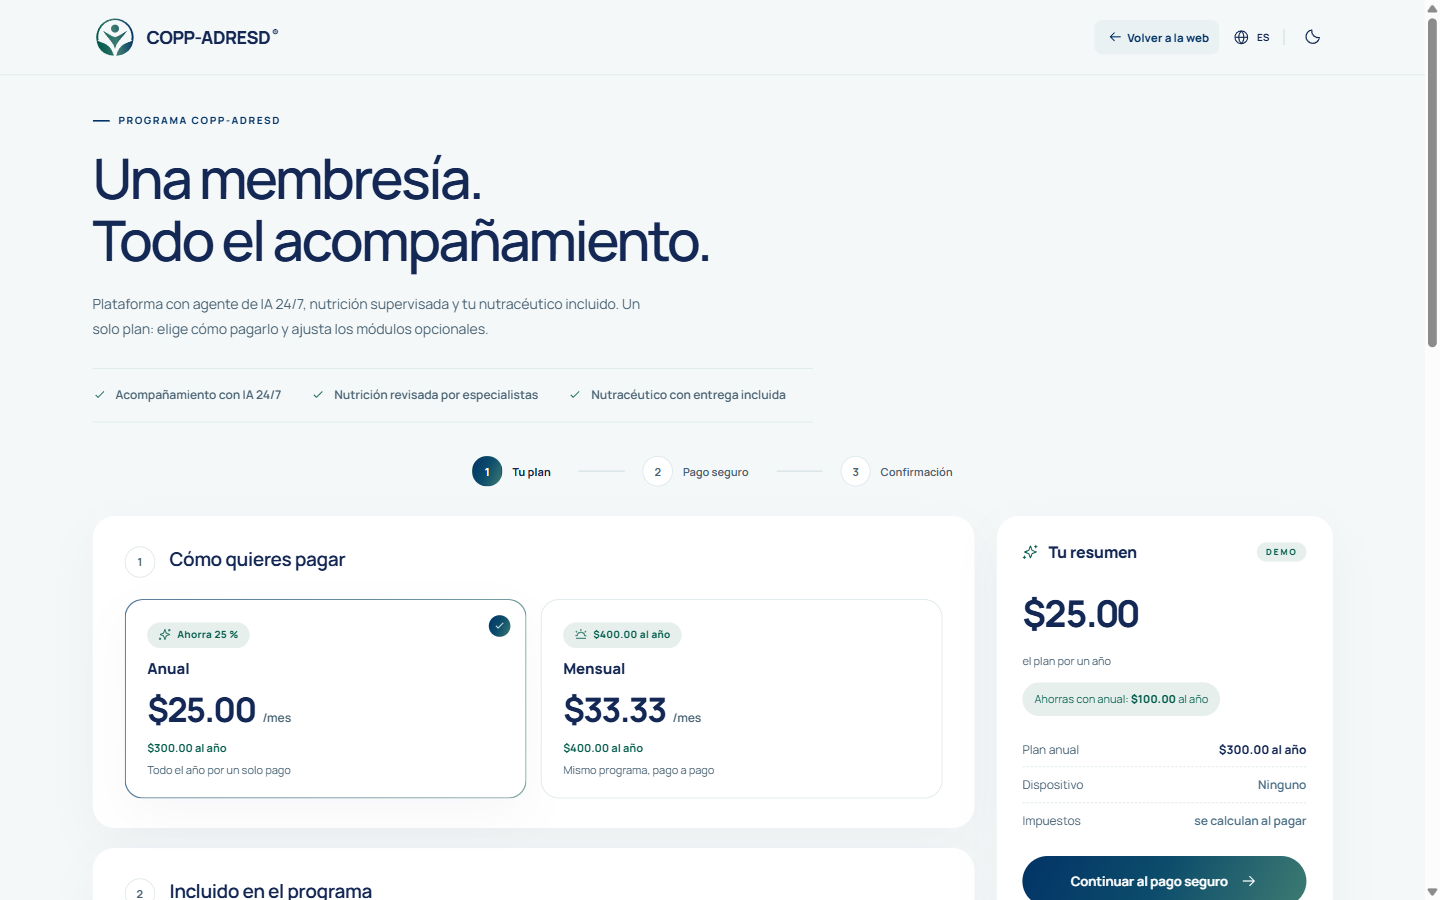 COPP-ADRESD®
Volver a la web
ES
PROGRAMA COPP-ADRESD
Una membresía.
Todo el acompañamiento.
Plataforma con agente de IA 24/7, nutrición supervisada y tu nutracéutico incluido. Un
solo plan: elige cómo pagarlo y ajusta los módulos opcionales.
Acompañamiento con IA 24/7
Nutrición revisada por especialistas
Nutracéutico con entrega incluida
1 Tu plan
2 Pago seguro
3 Confirmación
1 Cómo quieres pagar
Ahorra 25 %
Anual
$25.00 /mes
$300.00 al año
Todo el año por un solo pago
$400.00 al año
Mensual
$33.33 /mes
$400.00 al año
Mismo programa, pago a pago
2 Incluido en el programa
Tu resumen
DEMO
$25.00
el plan por un año
Ahorras con anual: $100.00 al año
Plan anual $300.00 al año
Dispositivo Ninguno
Impuestos se calculan al pagar
Continuar al pago seguro